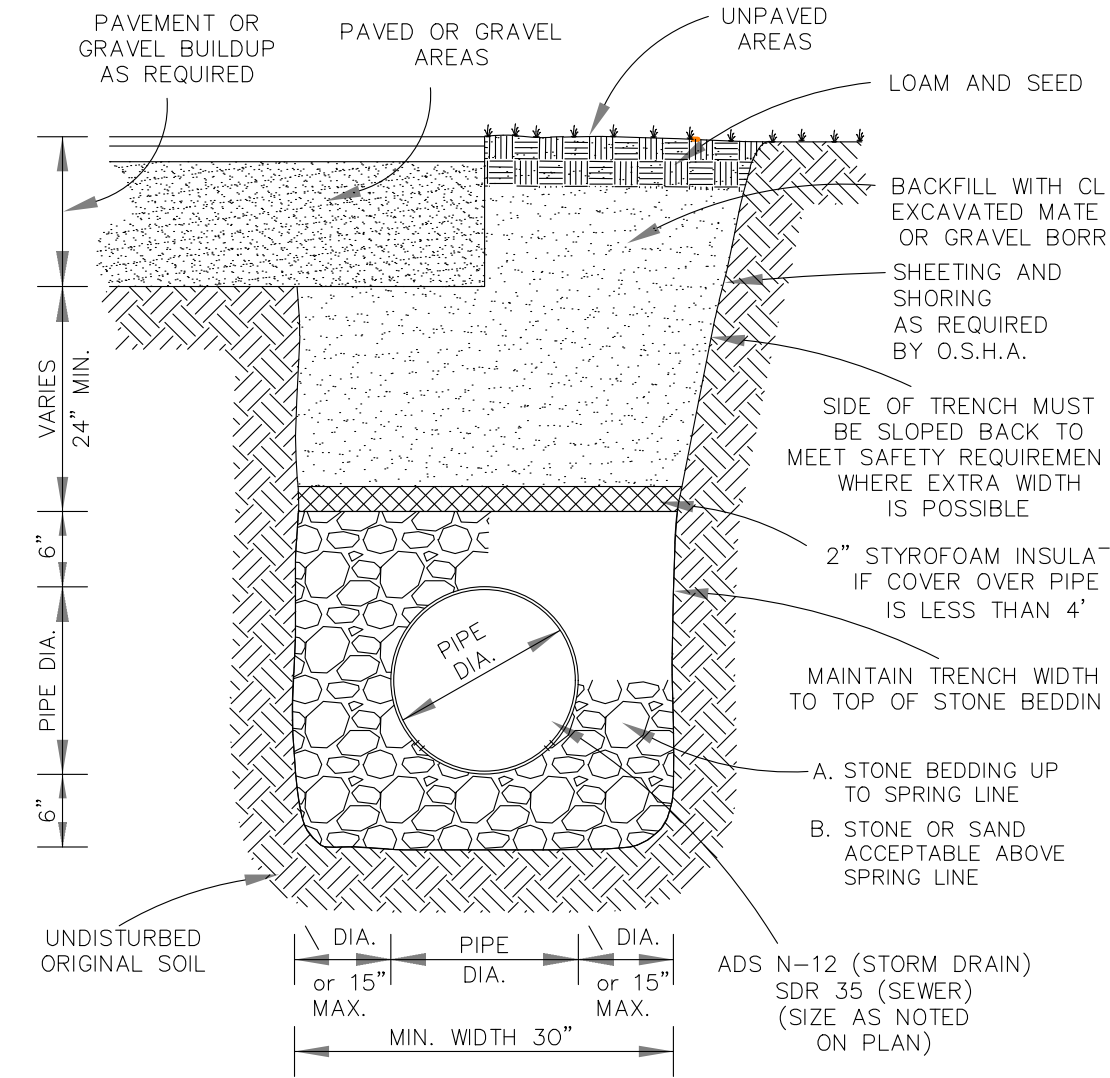 PAVEMENT OR
GRAVEL BUILDUP
AS REQUIRED
PAVED OR GRAVEL
AREAS
UNPAVED
AREAS
LOAM AND SEED
BACKFILL WITH CL
EXCAVATED MATE
OR GRAVEL BORR
SHEETING AND
SHORING
AS REQUIRED
BY O.S.H.A.
SIDE OF TRENCH MUST
BE SLOPED BACK TO
MEET SAFETY REQUIREMEN
WHERE EXTRA WIDTH
IS POSSIBLE
2" STYROFOAM INSULA
IF COVER OVER PIPE
IS LESS THAN 4'
MAINTAIN TRENCH WIDTH
TO TOP OF STONE BEDDIN
A. STONE BEDDING UP
TO SPRING LINE
B. STONE OR SAND
ACCEPTABLE ABOVE
SPRING LINE
ADS N-12 (STORM DRAIN)
SDR 35 (SEWER)
(SIZE AS NOTED
ON PLAN)
VARIES
24" MIN.
6"
PIPE DIA.
6"
PIPE
DIA.
UNDISTURBED
ORIGINAL SOIL
\ DIA.
or 15"
MAX.
PIPE
DIA.
\ DIA.
or 15"
MAX.
MIN. WIDTH 30"